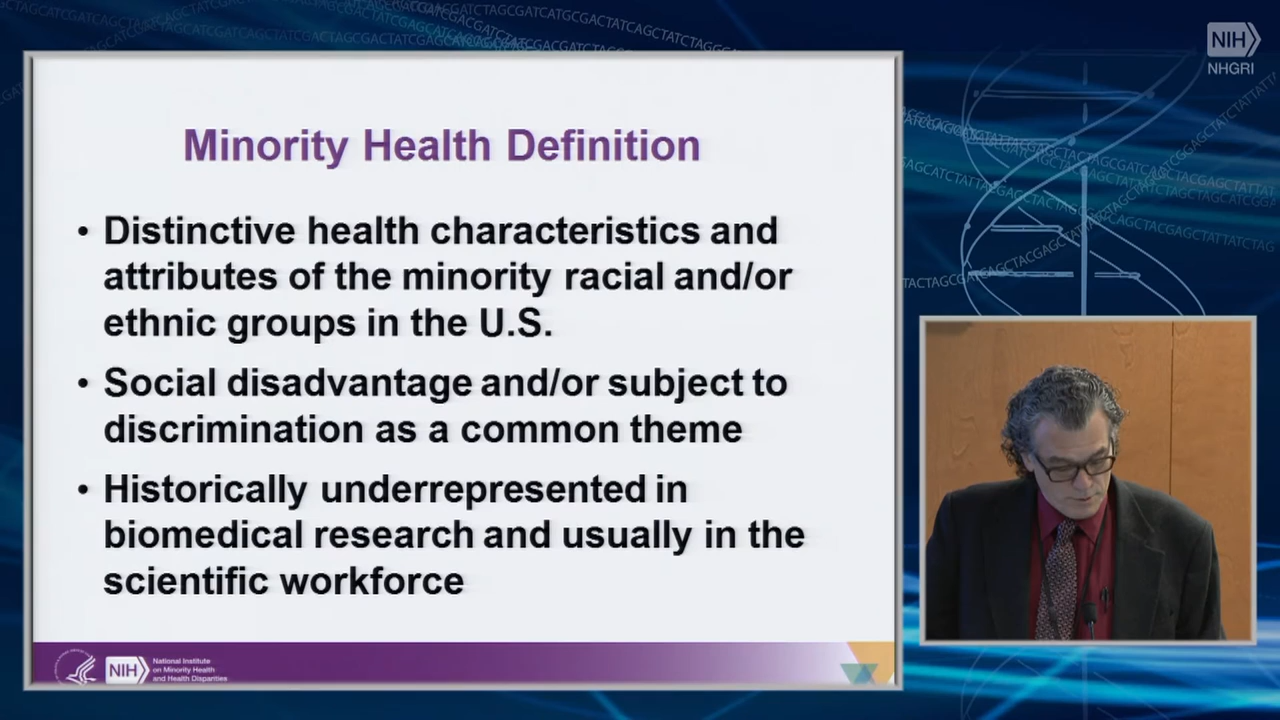 NIH
NHGRI
Minority Health Definition
• Distinctive health characteristics and
attributes of the minority racial and/or
ethnic groups in the U.S.
• Social disadvantage and/or subject to
discrimination as a common theme
• Historically underrepresented in
biomedical research and usually in the
scientific workforce
NIH
National Institute
on Minority Health
and Health Disparities